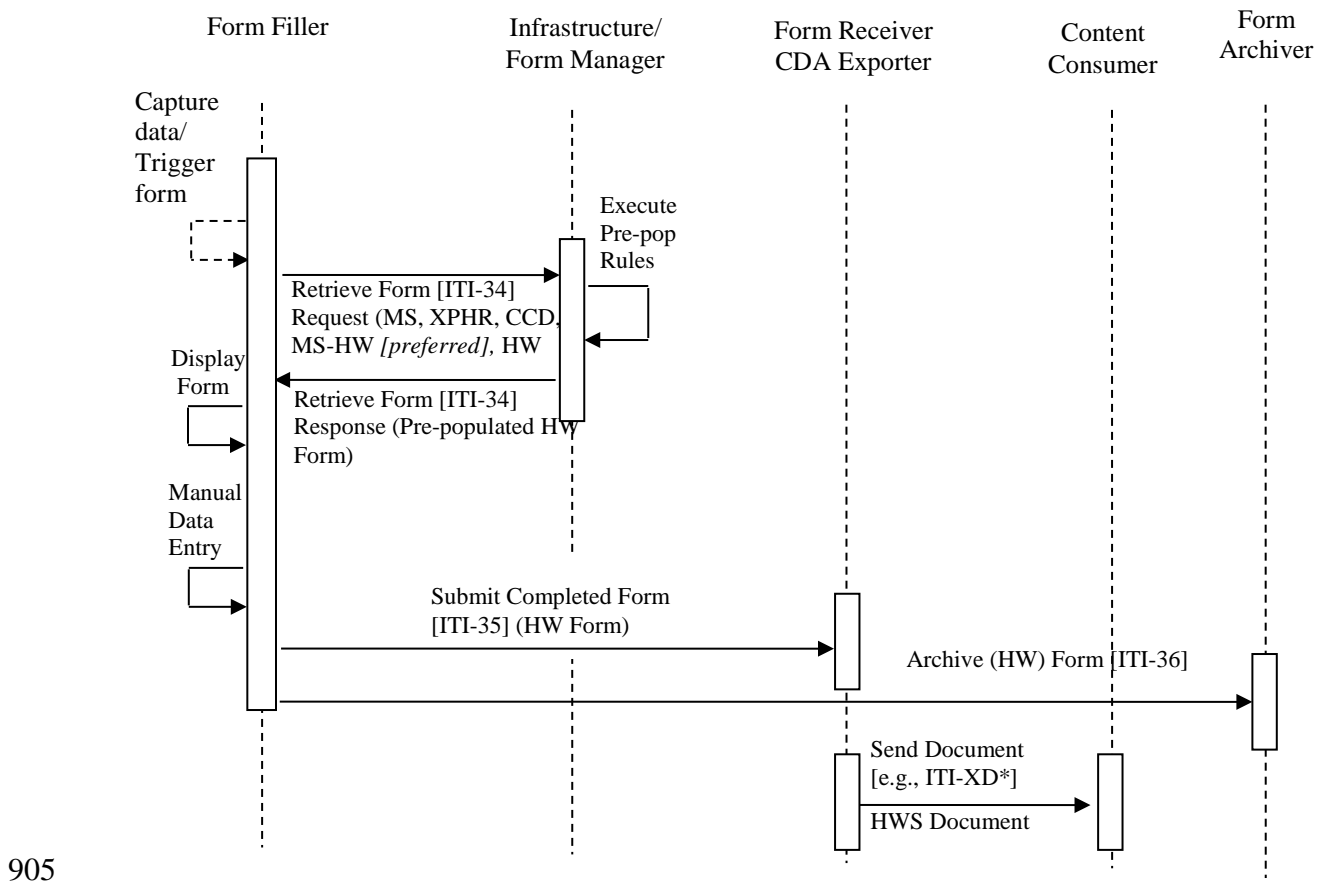 Form Filler
Infrastructure/
Form Manager
Form Receiver
CDA Exporter
Content
Consumer
Form
Archiver
Capture
data/
Trigger
form
Execute
Pre-pop
Rules
Retrieve Form [ITI-34]
Request (MS, XPHR, CCD,
MS-HW [preferred], HW
Display
Form
Retrieve Form [ITI-34]
Response (Pre-populated HW
Form)
Manual
Data
Entry
Submit Completed Form
[ITI-35] (HW Form)
Archive (HW) Form [ITI-36]
Send Document
[e.g., ITI-XD*]
HWS Document
905